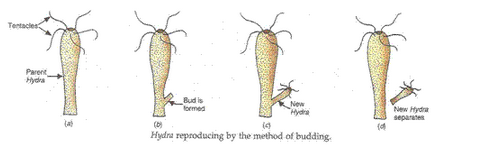 Tentacles
Parent
Hydra
(a)
Bud is
formed
(b)
New
Hydra
(c)
New Hydra
separates
(d)
Hydra reproducing by the method of budding.